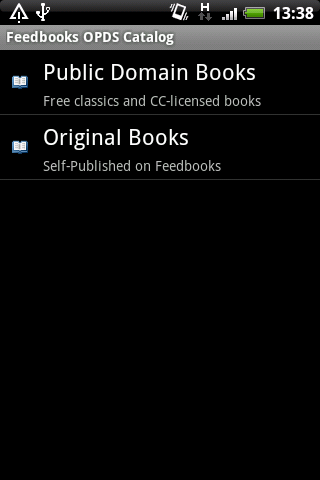 H 13:38
Feedbooks OPDS Catalog
Public Domain Books
Free classics and CC-licensed books
Original Books
Self-Published on Feedbooks